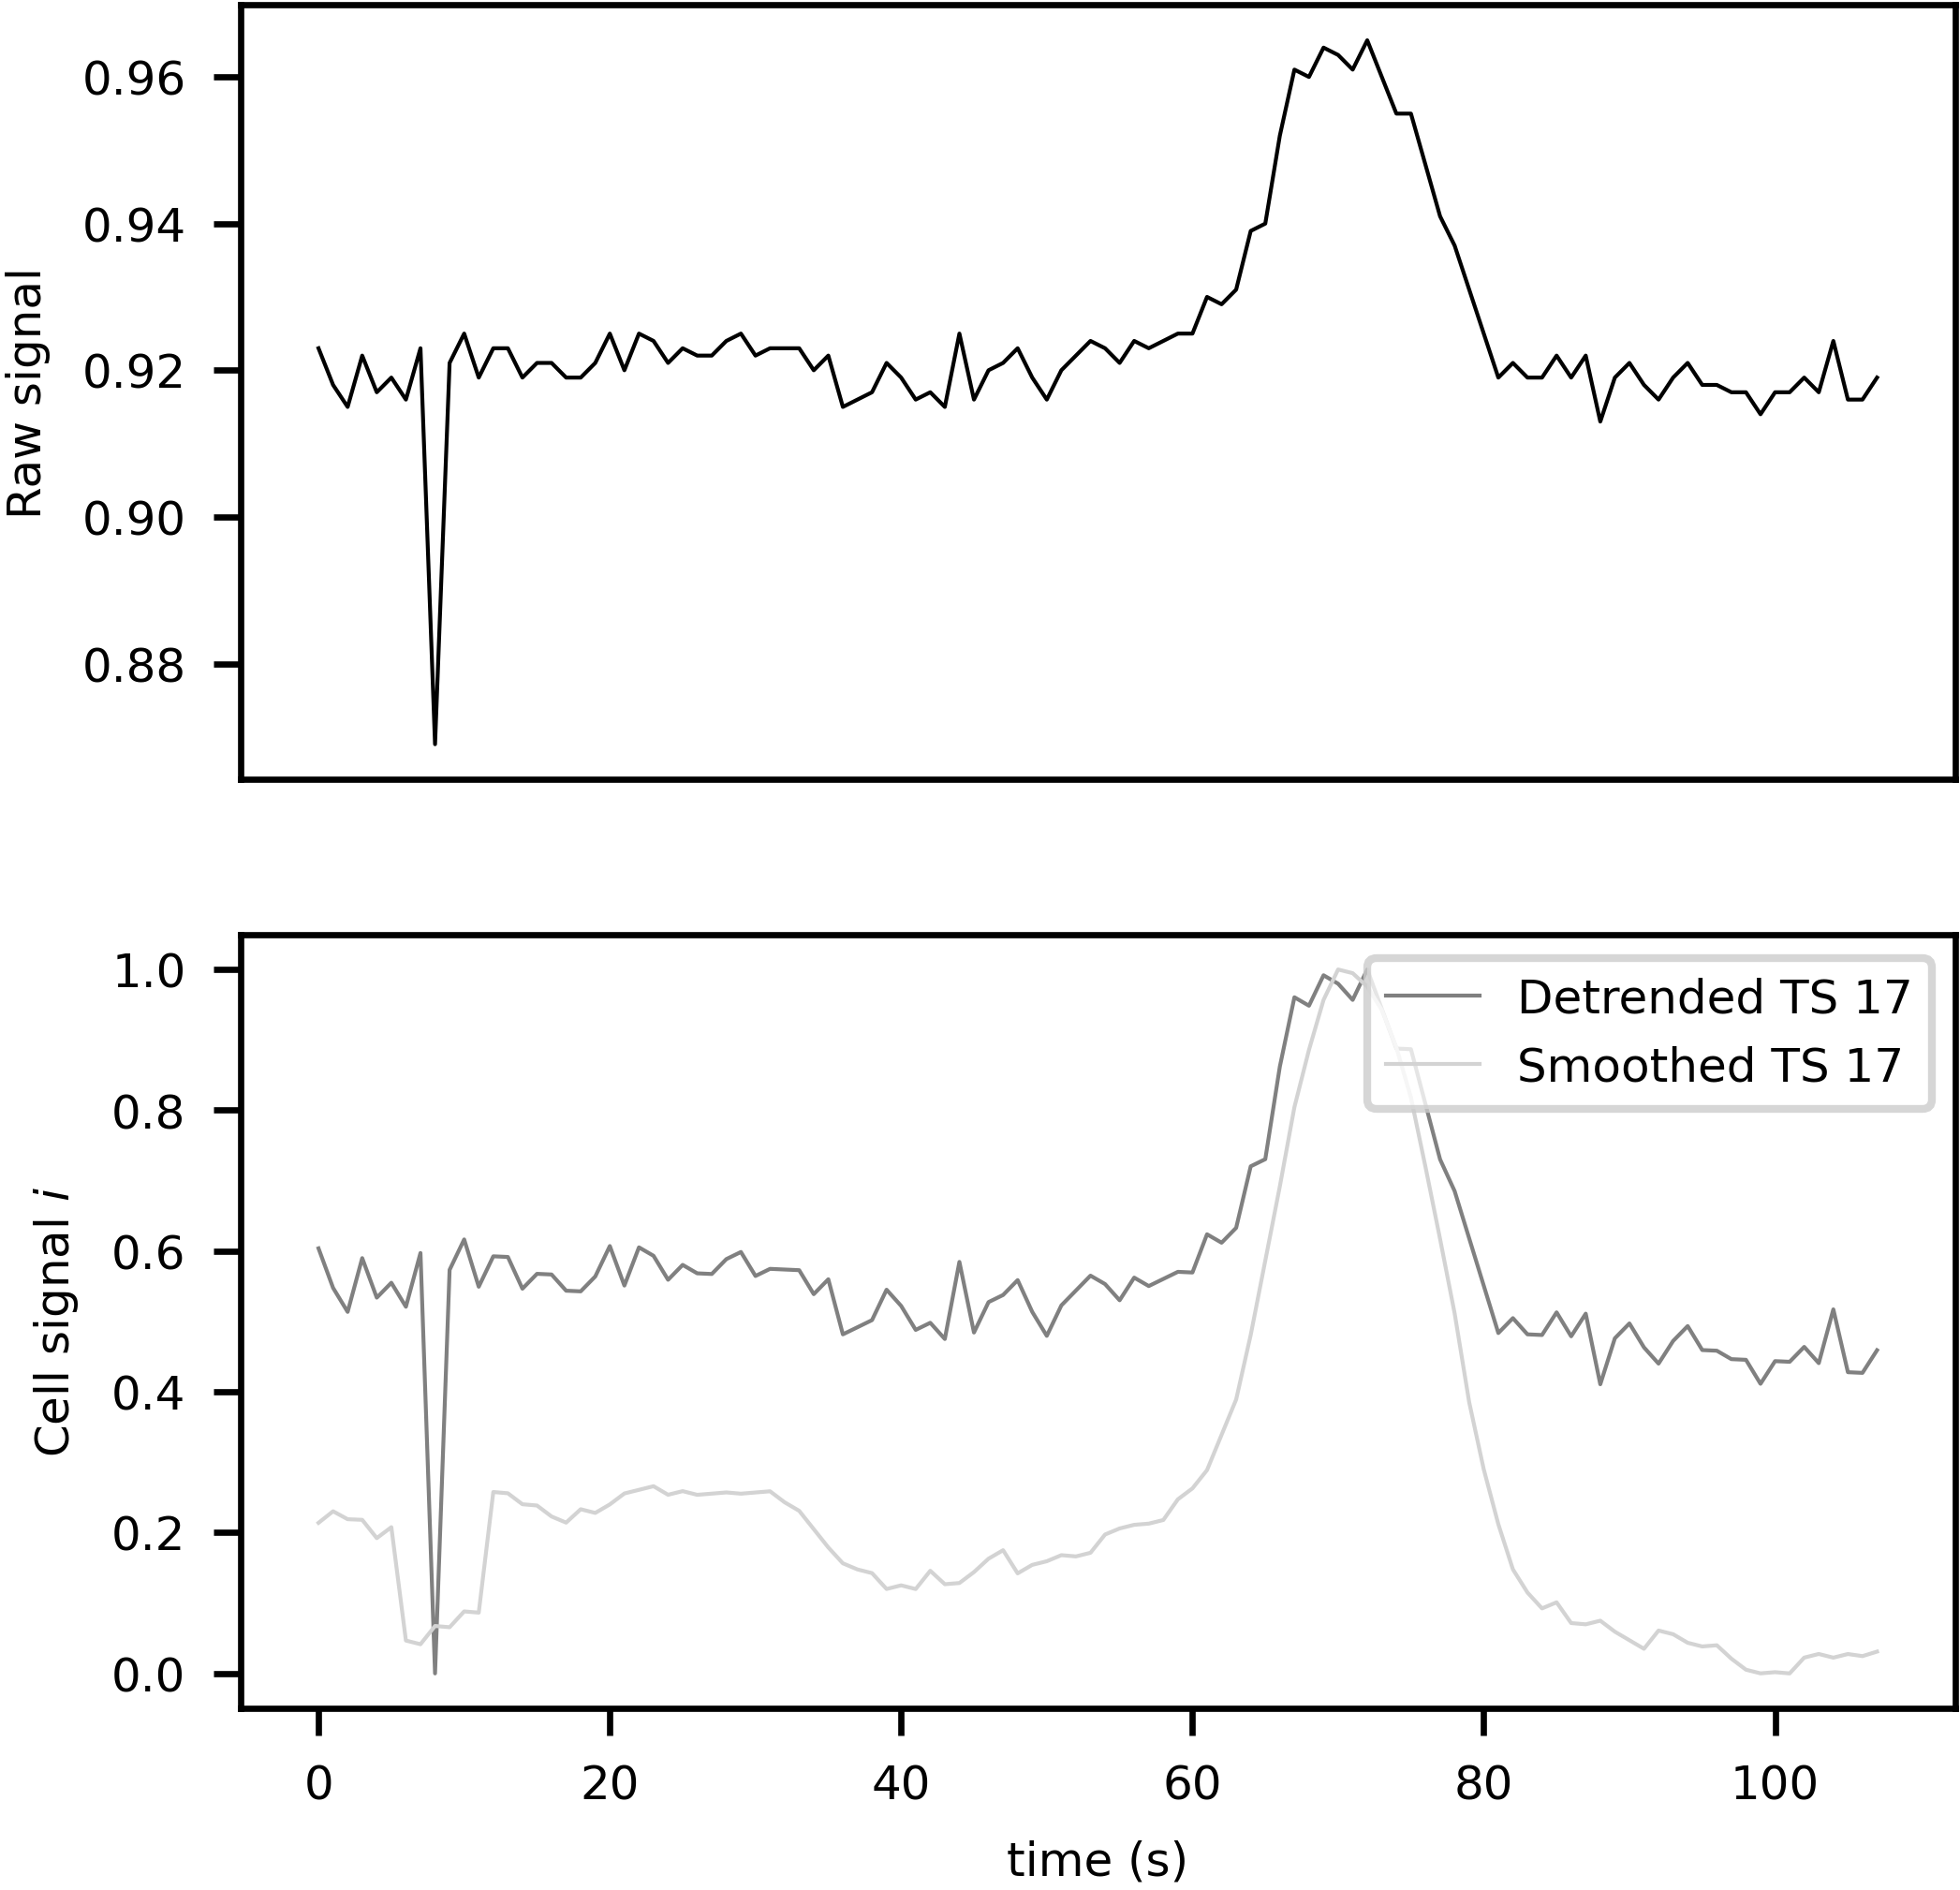 Raw signal
0.96
0.94
0.92
0.90
0.88
Cell signal i
1.0
0.8
0.6
0.4
0.2
0.0
Detrended TS 17
Smoothed TS 17
0 20 40 60 80 100
time (s)